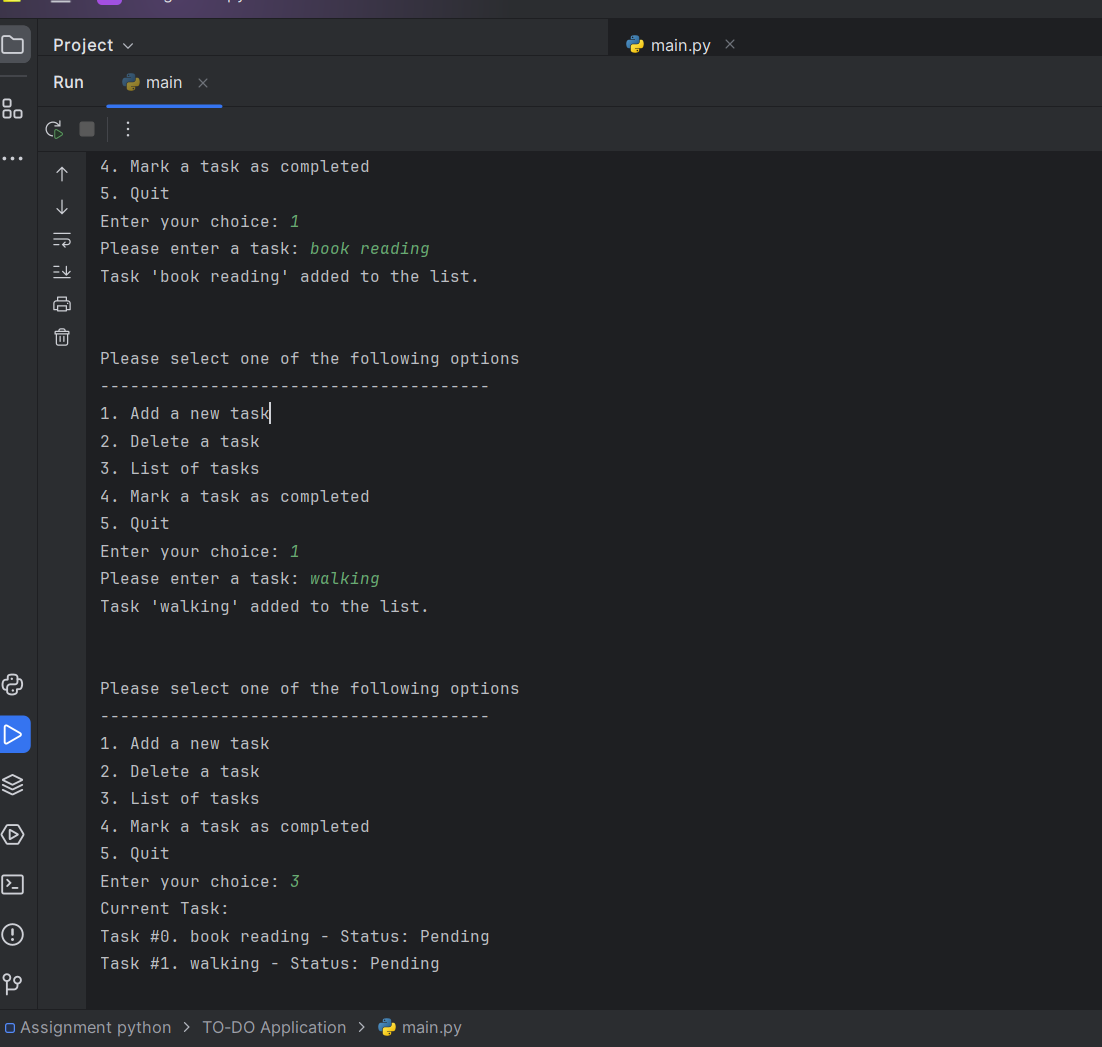 Project
main.py
Run
main
4. Mark a task as completed
5. Quit
Enter your choice: 1
Please enter a task: book reading
Task 'book reading' added to the list.
Please select one of the following options
---------------------------------------
1. Add a new task
2. Delete a task
3. List of tasks
4. Mark a task as completed
5. Quit
Enter your choice: 1
Please enter a task: walking
Task 'walking' added to the list.
Please select one of the following options
---------------------------------------
1. Add a new task
2. Delete a task
3. List of tasks
4. Mark a task as completed
5. Quit
Enter your choice: 3
Current Task:
Task #0. book reading - Status: Pending
Task #1. walking - Status: Pending
Assignment python > TO-DO Application > main.py